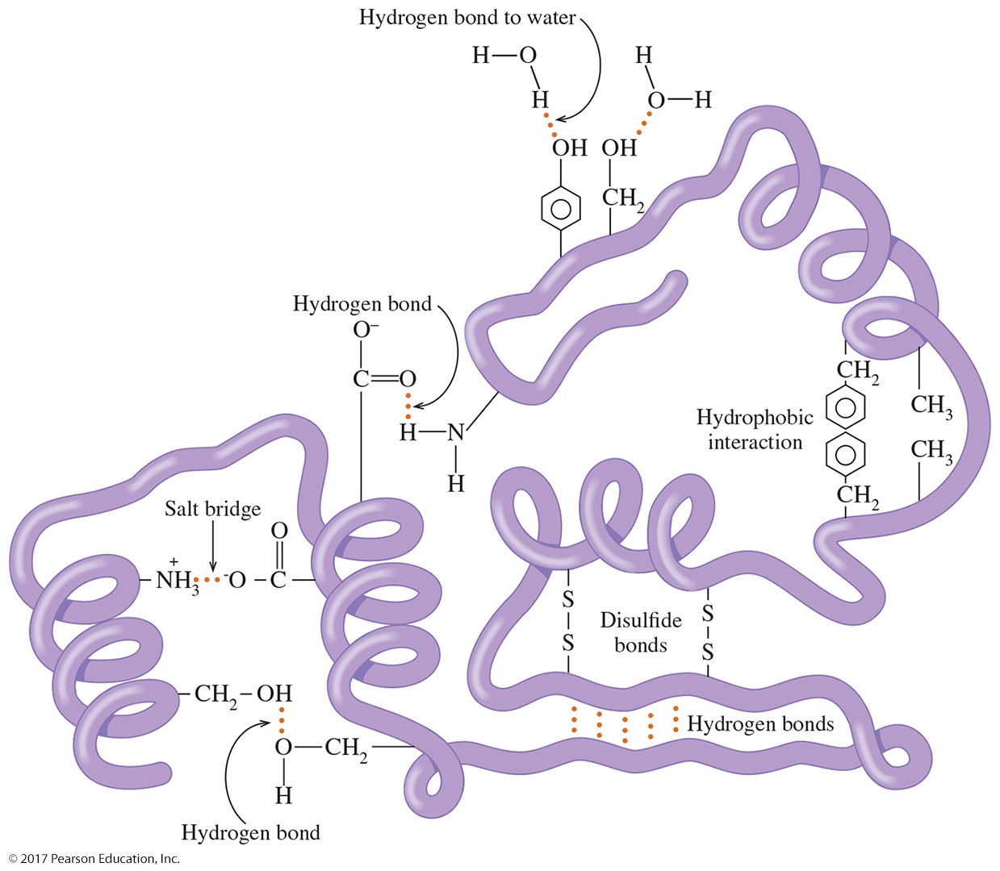 Hydrogen bond to water
H—O
H
H
O—H
OH
OH
CH₂
Hydrogen bond
O⁻
C=O
H—N
H
CH₂
CH₃
Hydrophobic
interaction
CH₃
CH₂
Salt bridge
O
+
NH₃
⁻O–C
S
S
Disulfide
bonds
S
S
CH₂–OH
O—CH₂
H
Hydrogen bonds
Hydrogen bond
© 2017 Pearson Education, Inc.